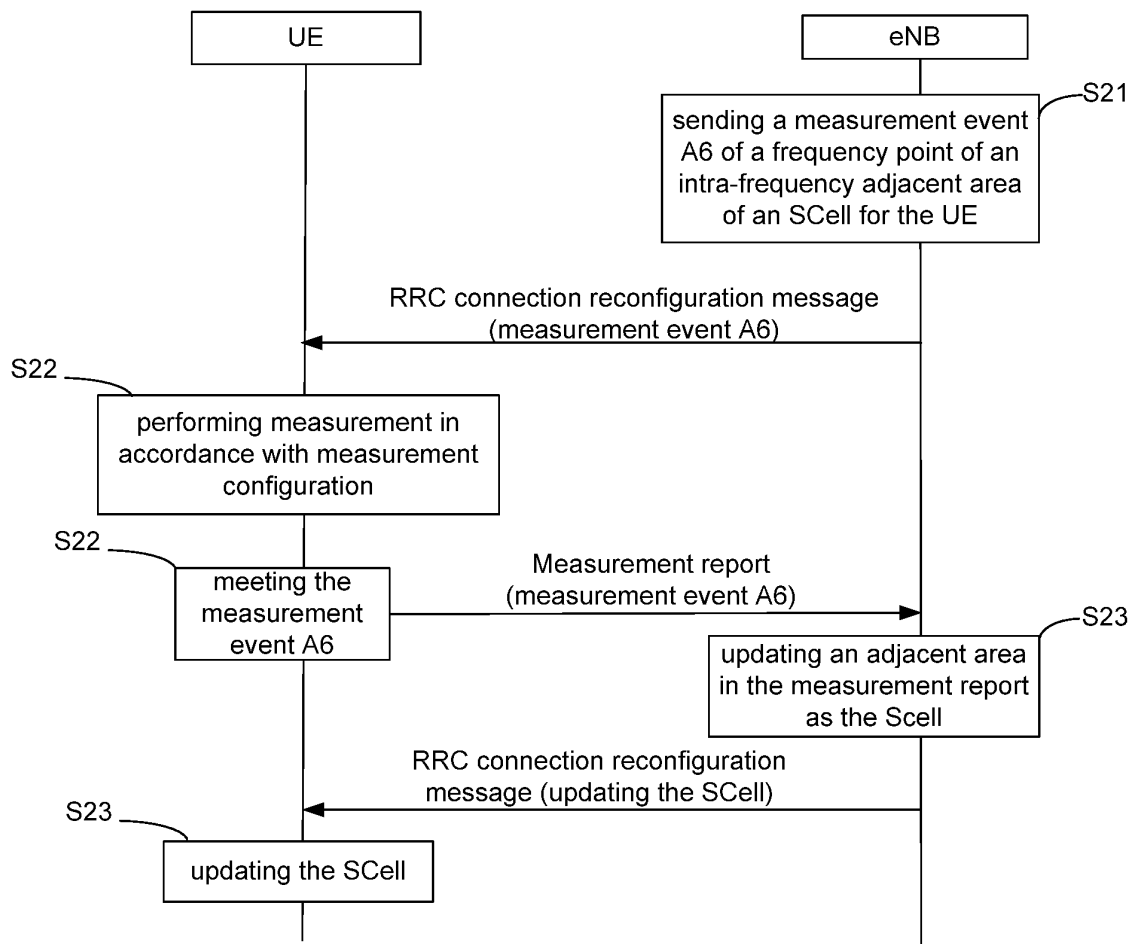 UE
eNB
S21
sending a measurement event
A6 of a frequency point of an
intra-frequency adjacent area
of an SCell for the UE
RRC connection reconfiguration message
(measurement event A6)
S22
performing measurement in
accordance with measurement
configuration
S22
meeting the
measurement
event A6
Measurement report
(measurement event A6)
S23
updating an adjacent area
in the measurement report
as the Scell
RRC connection reconfiguration
message (updating the SCell)
S23
updating the SCell